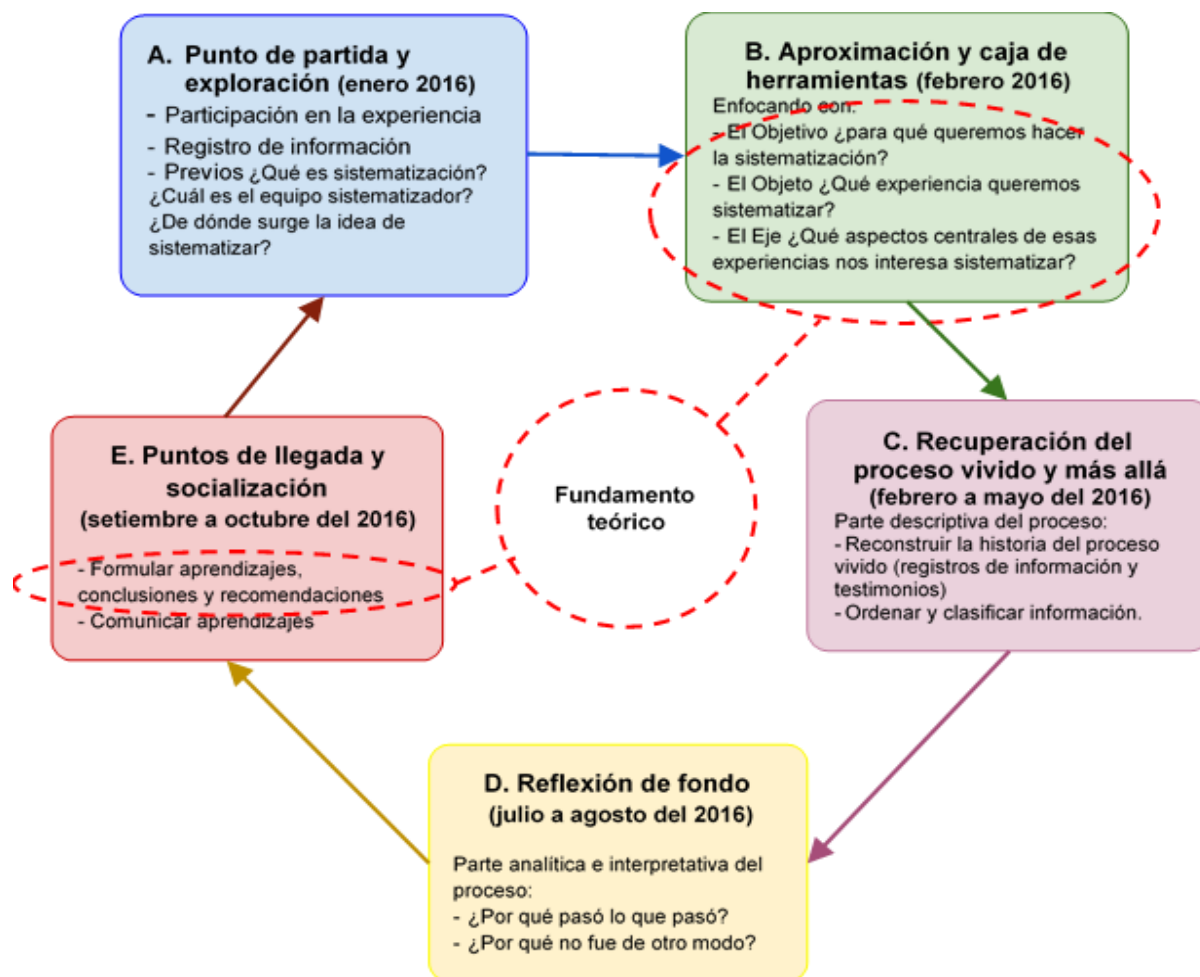 A. Punto de partida y
exploración (enero 2016)
- Participación en la experiencia
- Registro de información
- Previos ¿Qué es sistematización?
¿Cuál es el equipo sistematizador?
¿De dónde surge la idea de
sistematizar?
B. Aproximación y caja de
herramientas (febrero 2016)
Enfocando con:
- El Objetivo ¿para qué queremos hacer
la sistematización?
- El Objeto ¿Qué experiencia queremos
sistematizar?
- El Eje ¿Qué aspectos centrales de esas
experiencias nos interesa sistematizar?
C. Recuperación del
proceso vivido y más allá
(febrero a mayo del 2016)
Parte descriptiva del proceso:
- Reconstruir la historia del proceso
vivido (registros de información y
testimonios)
- Ordenar y clasificar información.
D. Reflexión de fondo
(julio a agosto del 2016)
Parte analítica e interpretativa del
proceso:
- ¿Por qué pasó lo que pasó?
- ¿Por qué no fue de otro modo?
E. Puntos de llegada y
socialización
(setiembre a octubre del 2016)
- Formular aprendizajes,
conclusiones y recomendaciones
- Comunicar aprendizajes
Fundamento
teórico